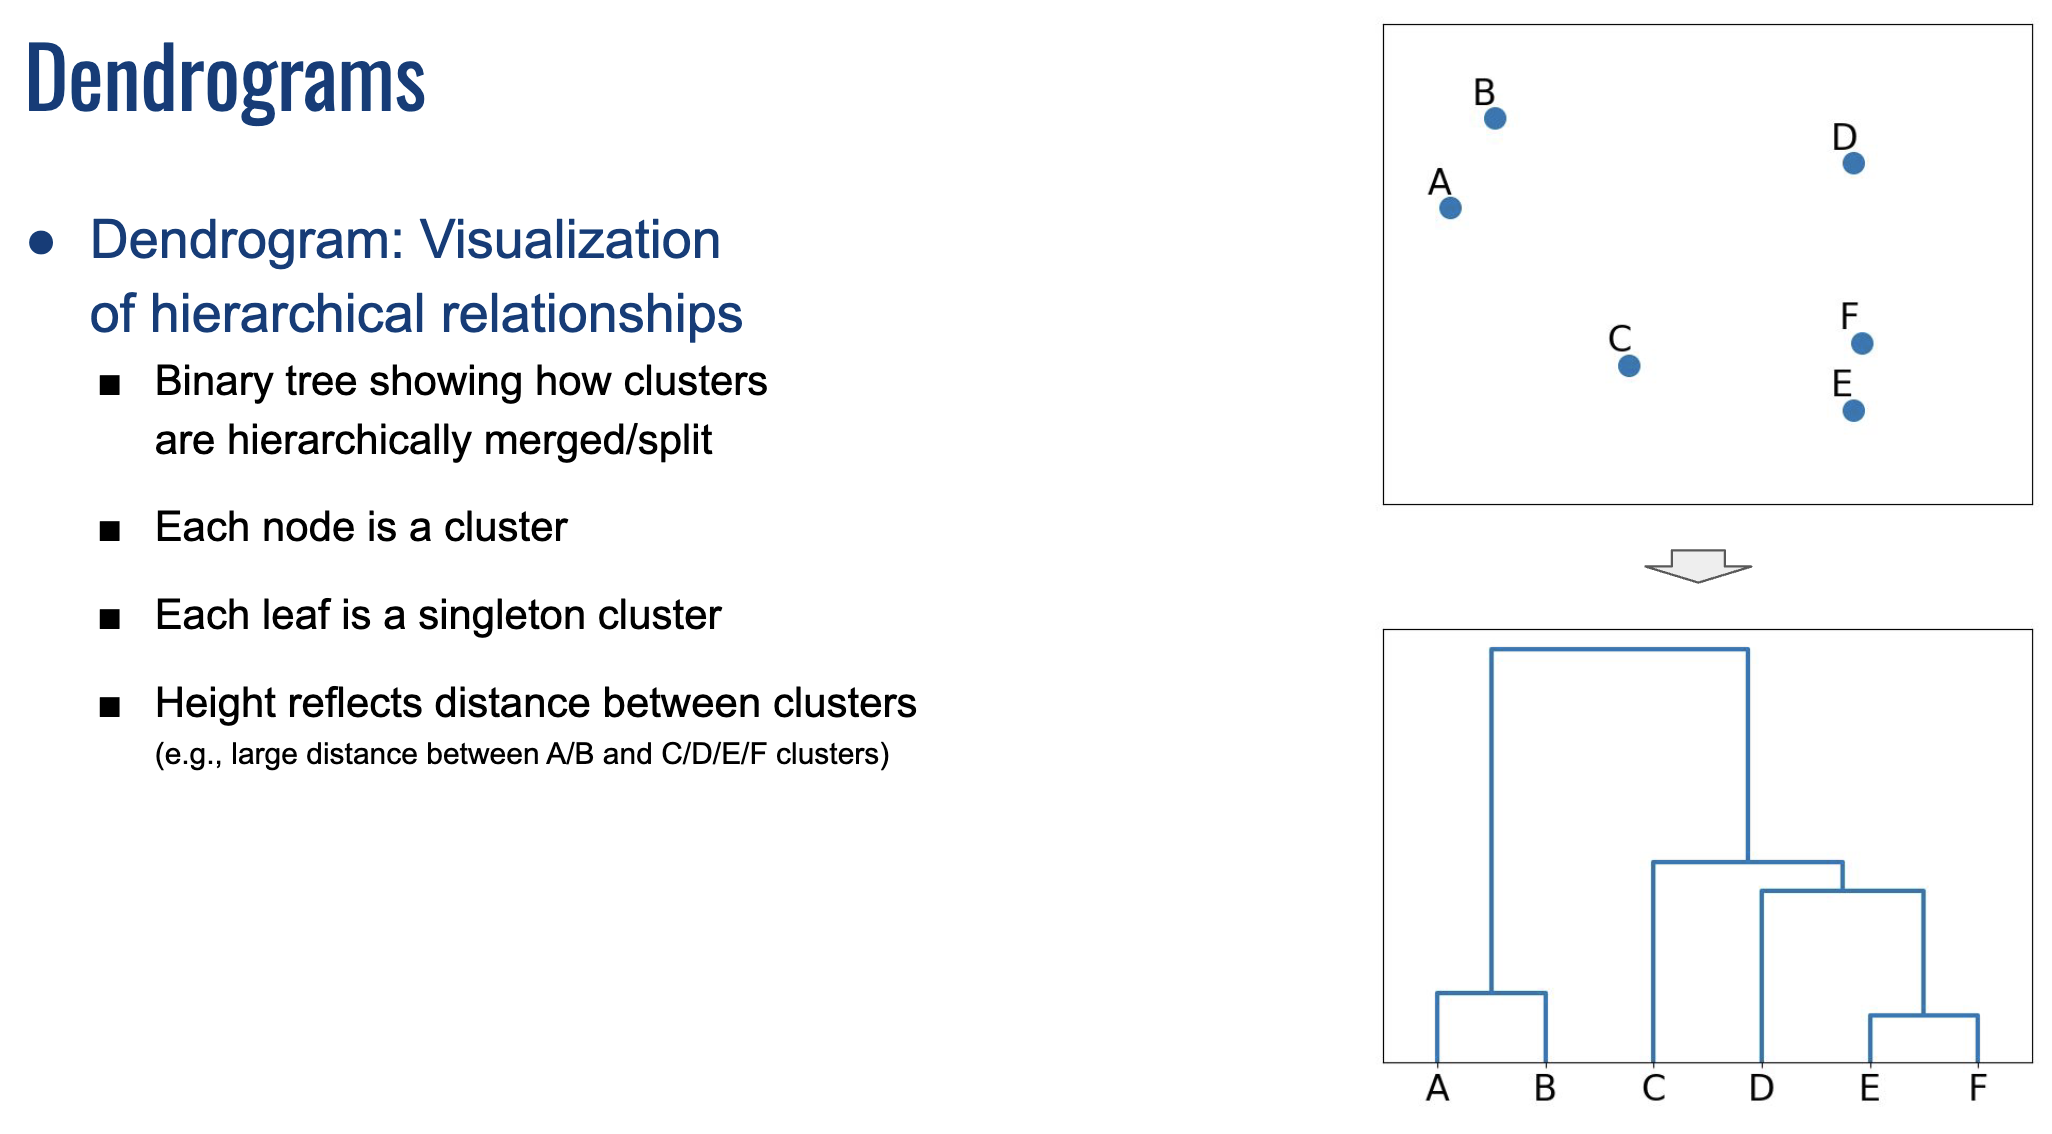 Dendrograms
● Dendrogram: Visualization
of hierarchical relationships
■ Binary tree showing how clusters
are hierarchically merged/split
■ Each node is a cluster
■ Each leaf is a singleton cluster
■ Height reflects distance between clusters
(e.g., large distance between A/B and C/D/E/F clusters)
B
D
A
F
C
E
A B C D E F